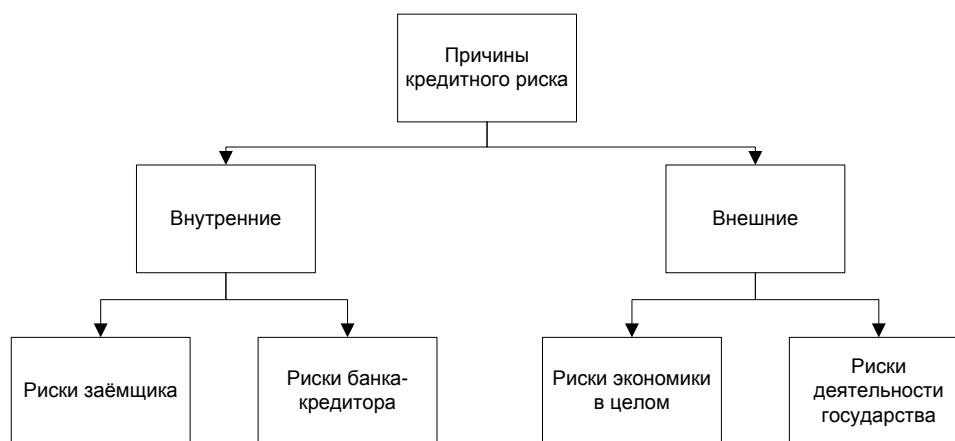 Причины
кредитного риска
Внутренние
Внешние
Риски заёмщика
Риски банка-
кредитора
Риски экономики
в целом
Риски
деятельности
государства